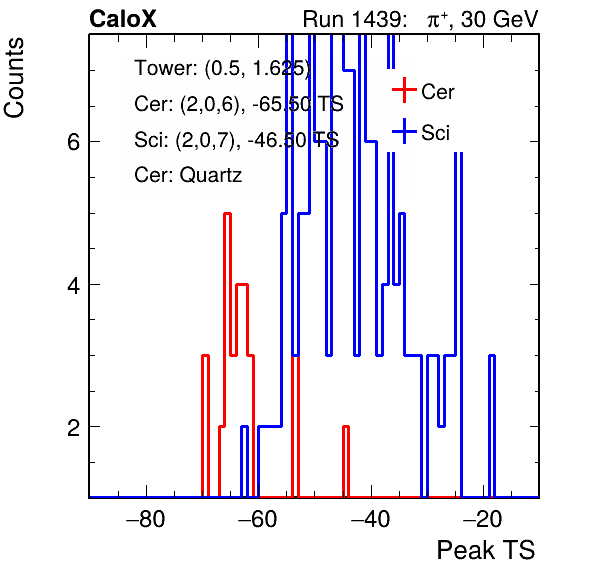 CaloX Run 1439: π⁺, 30 GeV
Counts
Tower: (0.5, 1.625)
Cer: (2,0,6), -65.50 TS
Sci: (2,0,7), -46.50 TS
Cer: Quartz
Cer
Sci
6
4
2
−80 −60 −40 −20
Peak TS